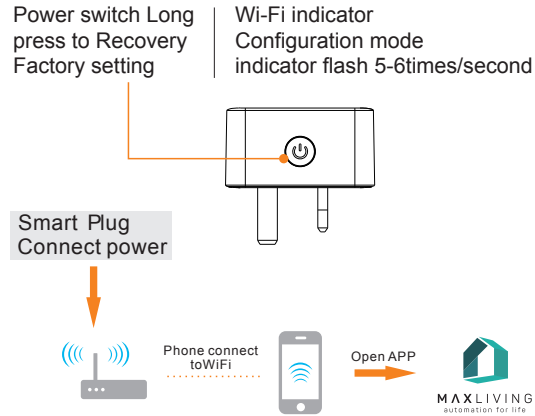 Power switch Long
press to Recovery
Factory setting
Wi-Fi indicator
Configuration mode
indicator flash 5-6times/second
Smart Plug
Connect power
Phone connect
toWiFi
Open APP
MAXLIVING
automation for life